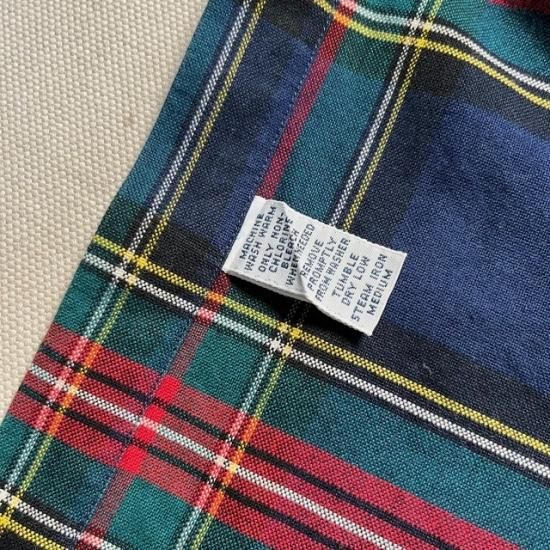 MACHINE
WASH WARM
ONLY NON-
CHLORINE
BLEACH
WHEN NEEDED
REMOVE
PROMPTLY
FROM WASHER
TUMBLE
DRY LOW
STEAM IRON
MEDIUM